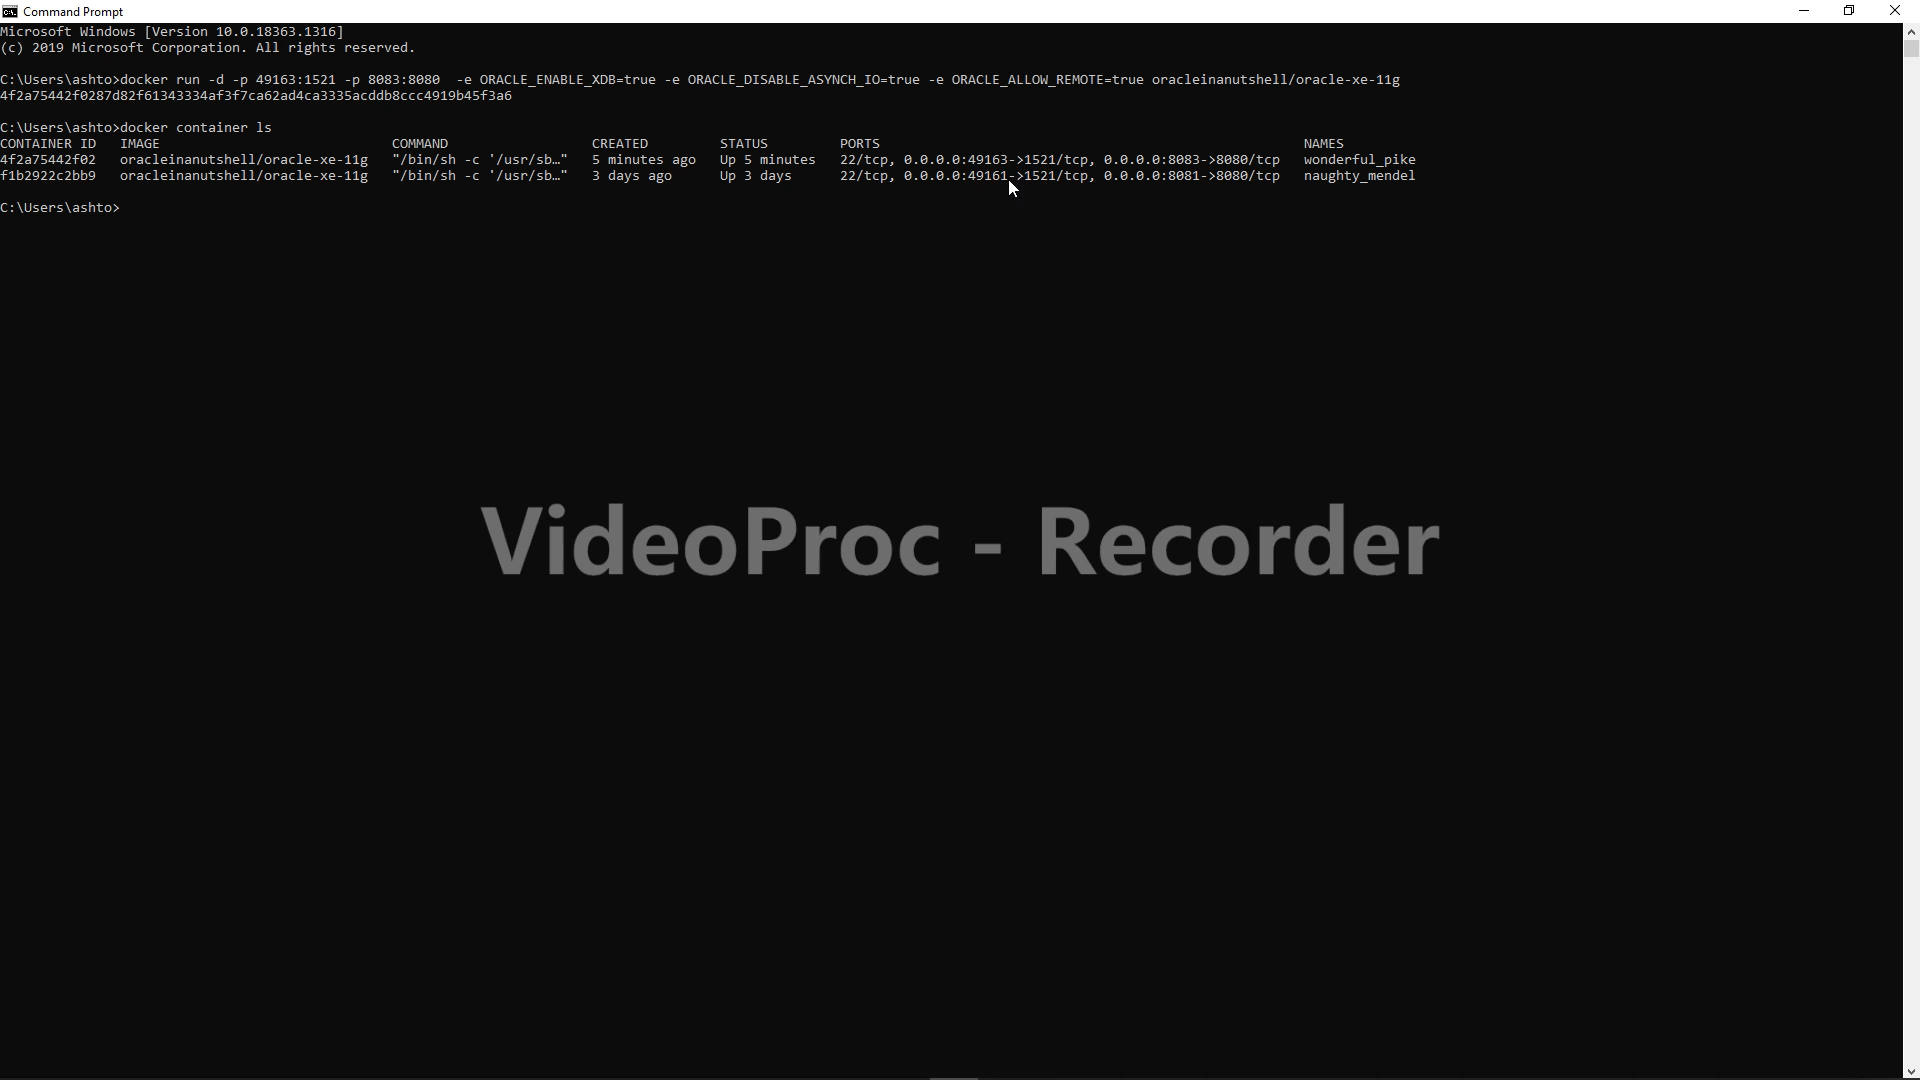 Command Prompt
Microsoft Windows [Version 10.0.18363.1316]
(c) 2019 Microsoft Corporation. All rights reserved.
C:\Users\ashto>docker run -d -p 49163:1521 -p 8083:8080  -e ORACLE_ENABLE_XDB=true -e ORACLE_DISABLE_ASYNCH_IO=true -e ORACLE_ALLOW_REMOTE=true oracleinanutshell/oracle-xe-11g
4f2a75442f0287d82f61343334af3f7ca62ad4ca3335acddb8ccc4919b45f3a6
C:\Users\ashto>docker container ls
CONTAINER ID   IMAGE                             COMMAND                  CREATED         STATUS         PORTS                                                     NAMES
4f2a75442f02   oracleinanutshell/oracle-xe-11g   "/bin/sh -c '/usr/sb…"   5 minutes ago   Up 5 minutes   22/tcp, 0.0.0.0:49163->1521/tcp, 0.0.0.0:8083->8080/tcp   wonderful_pike
f1b2922c2bb9   oracleinanutshell/oracle-xe-11g   "/bin/sh -c '/usr/sb…"   3 days ago      Up 3 days      22/tcp, 0.0.0.0:49161->1521/tcp, 0.0.0.0:8081->8080/tcp   naughty_mendel
C:\Users\ashto>
VideoProc - Recorder